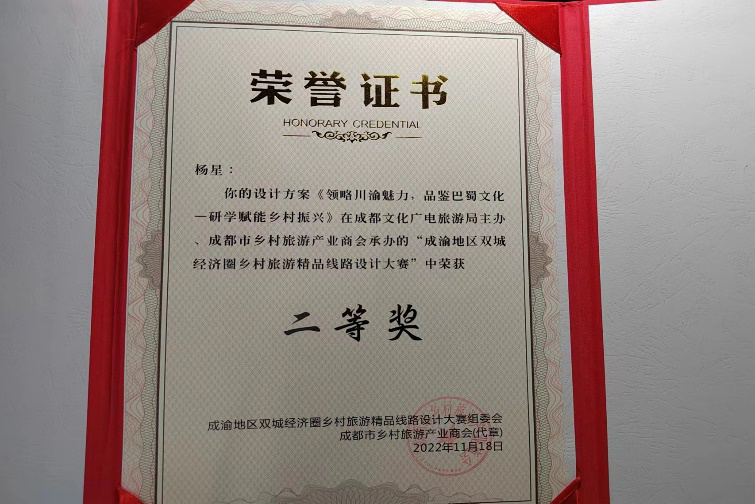 荣誉证书
HONORARY CREDENTIAL
杨星：
你的设计方案《领略川渝魅力，品鉴巴蜀文化
—研学赋能乡村振兴》在成都文化广电旅游局主办
、成都市乡村旅游产业商会承办的“成渝地区双城
经济圈乡村旅游精品线路设计大赛”中荣获
二等奖
成渝地区双城经济圈乡村旅游精品线路设计大赛组委会
成都市乡村旅游产业商会(代章)
2022年11月18日